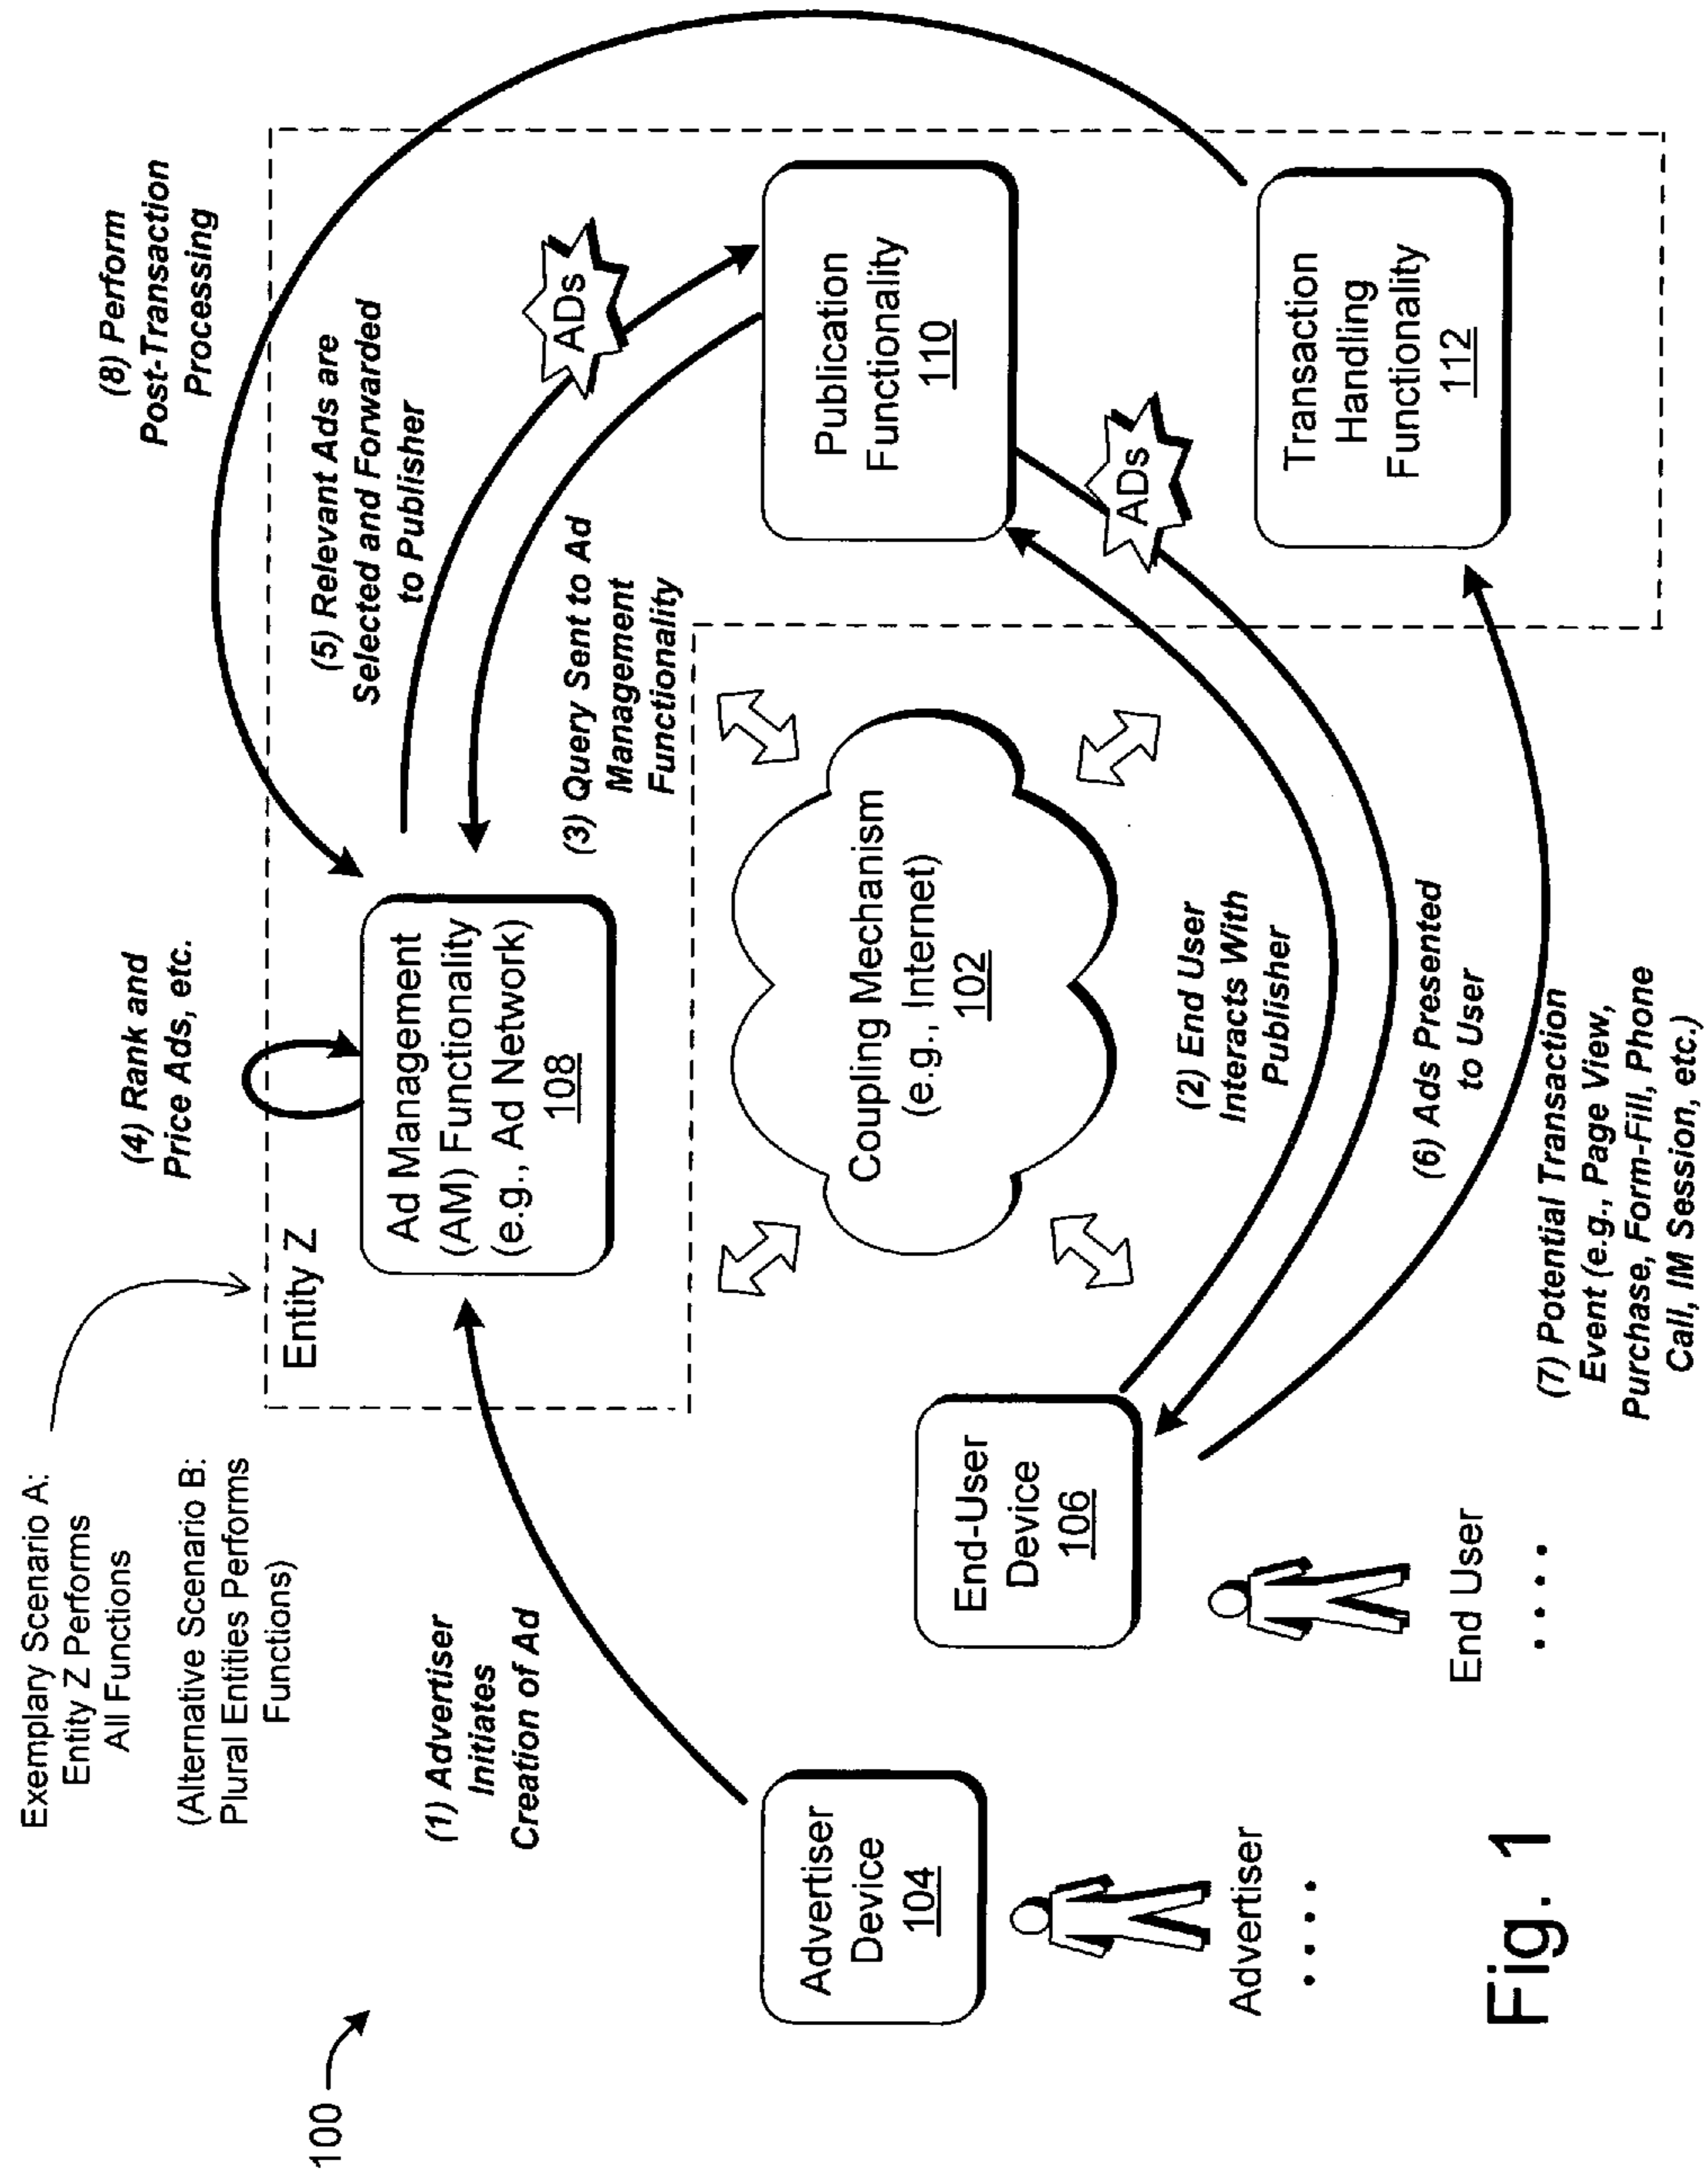 Exemplary Scenario A:
Entity Z Performs
All Functions
(Alternative Scenario B:
Plural Entities Performs
Functions)
100
Entity Z
(1) Advertiser
Initiates
Creation of Ad
(4) Rank and
Price Ads, etc.
(8) Perform
Post-Transaction
Processing
Ad Management
(AM) Functionality
(e.g., Ad Network)
108
(5) Relevant Ads are
Selected and Forwarded
to Publisher
ADs
(3) Query Sent to Ad
Management
Functionality
Publication
Functionality
110
Coupling Mechanism
(e.g., Internet)
102
Advertiser
Device
104
Advertiser
. . . .
End-User
Device
106
End User
. . . .
(2) End User
Interacts With
Publisher
ADs
(6) Ads Presented
to User
Transaction
Handling
Functionality
112
(7) Potential Transaction
Event (e.g., Page View,
Purchase, Form-Fill, Phone
Call, IM Session, etc.)
Fig. 1